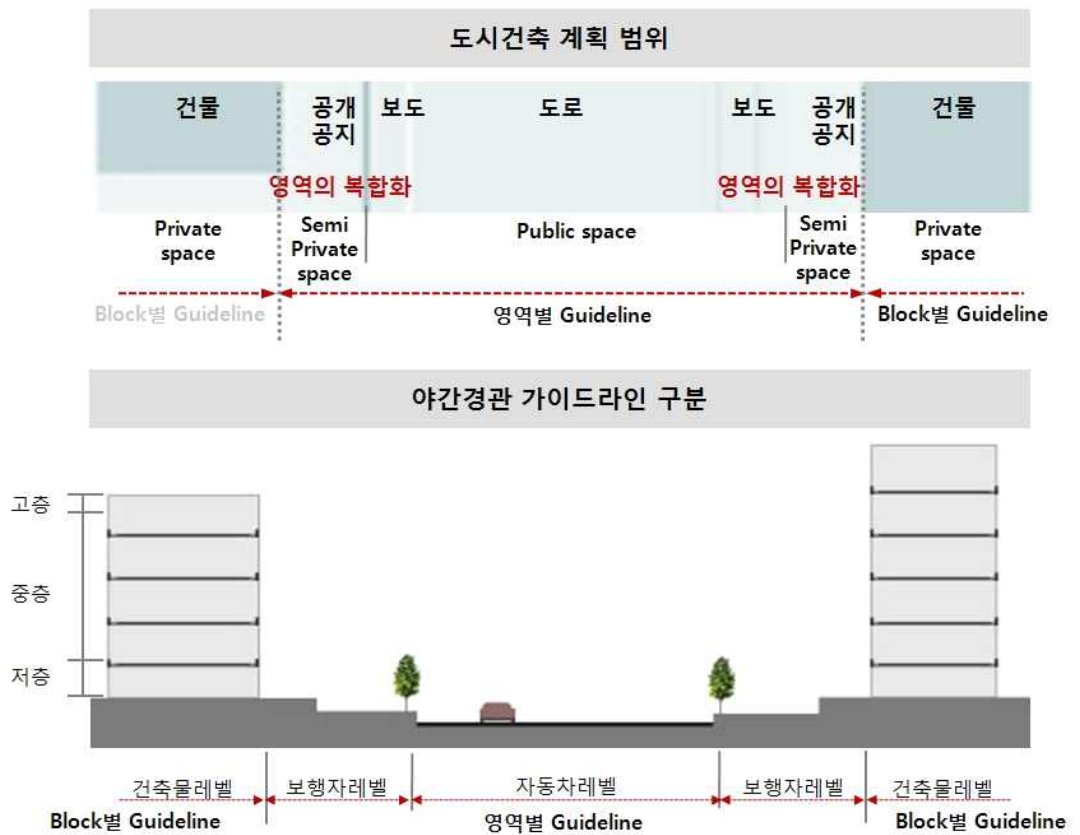 도시건축 계획 범위
건물 공개 보도 도로 보도 공개 건물
공지 공지
영역의 복합화 영역의 복합화
Private space Semi Private space Public space Semi Private space Private space
Block별 Guideline 영역별 Guideline Block별 Guideline
야간경관 가이드라인 구분
고층
중층
저층
건축물레벨 보행자레벨 자동차레벨 보행자레벨 건축물레벨
Block별 Guideline 영역별 Guideline Block별 Guideline